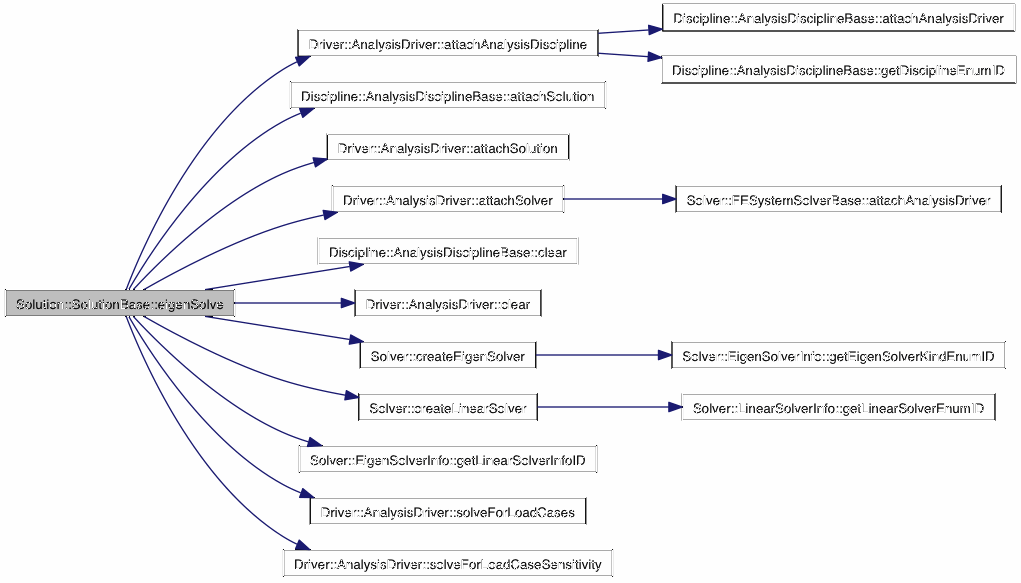 Discipline::AnalysisDisciplineBase::attachAnalysisDriver
Driver::AnalysisDriver::attachAnalysisDiscipline
Discipline::AnalysisDisciplineBase::getDisciplineEnumID
Discipline::AnalysisDisciplineBase::attachSolution
Driver::AnalysisDriver::attachSolution
Driver::AnalysisDriver::attachSolver
Solver::FESystemSolverBase::attachAnalysisDriver
Discipline::AnalysisDisciplineBase::clear
Solution::SolutionBase::eigenSolve
Driver::AnalysisDriver::clear
Solver::createEigenSolver
Solver::EigenSolverInfo::getEigenSolverKindEnumID
Solver::createLinearSolver
Solver::LinearSolverInfo::getLinearSolverEnumID
Solver::EigenSolverInfo::getLinearSolverInfoID
Driver::AnalysisDriver::solveForLoadCases
Driver::AnalysisDriver::solveForLoadCaseSensitivity